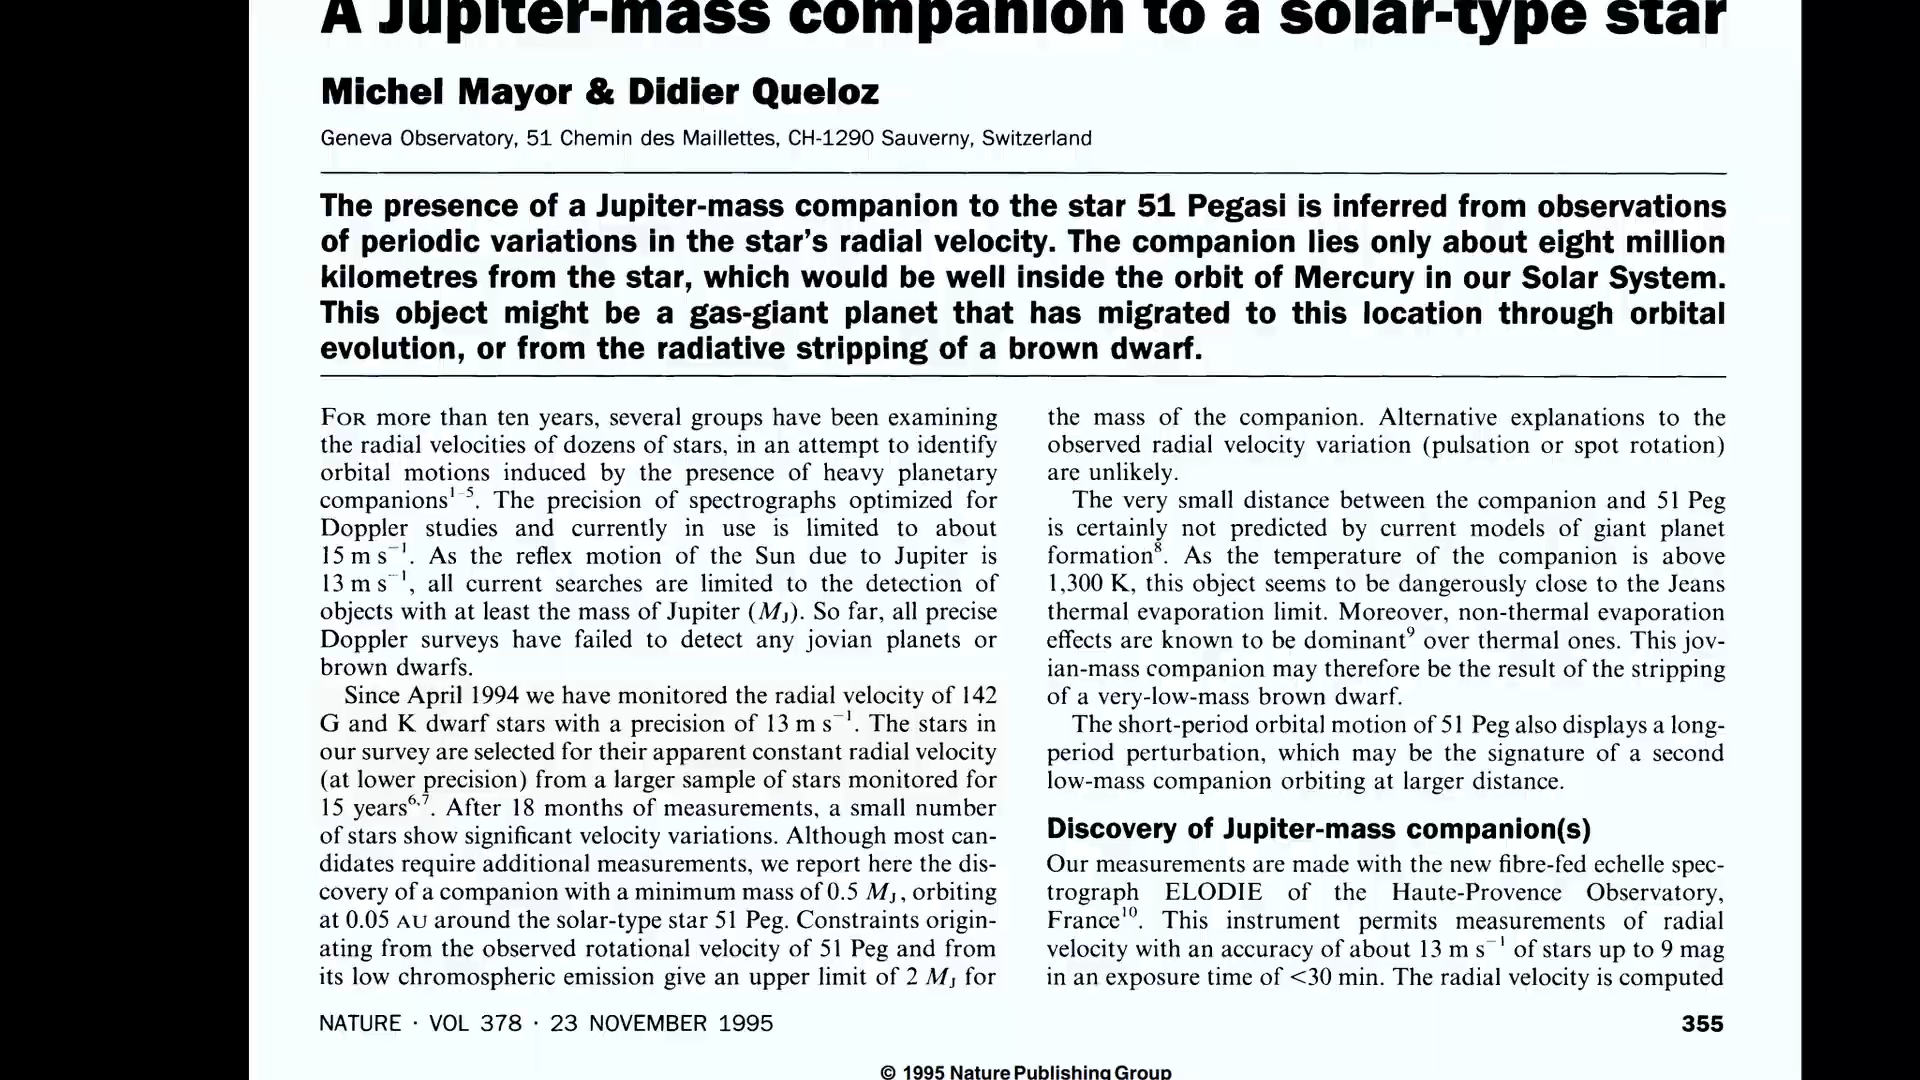 A Jupiter-mass companion to a solar-type star
Michel Mayor & Didier Queloz
Geneva Observatory, 51 Chemin des Maillettes, CH-1290 Sauverny, Switzerland
The presence of a Jupiter-mass companion to the star 51 Pegasi is inferred from observations
of periodic variations in the star's radial velocity. The companion lies only about eight million
kilometres from the star, which would be well inside the orbit of Mercury in our Solar System.
This object might be a gas-giant planet that has migrated to this location through orbital
evolution, or from the radiative stripping of a brown dwarf.
FOR more than ten years, several groups have been examining
the radial velocities of dozens of stars, in an attempt to identify
orbital motions induced by the presence of heavy planetary
companions¹⁻⁵. The precision of spectrographs optimized for
Doppler studies and currently in use is limited to about
15 m s⁻¹. As the reflex motion of the Sun due to Jupiter is
13 m s⁻¹, all current searches are limited to the detection of
objects with at least the mass of Jupiter (M_J). So far, all precise
Doppler surveys have failed to detect any jovian planets or
brown dwarfs.
Since April 1994 we have monitored the radial velocity of 142
G and K dwarf stars with a precision of 13 m s⁻¹. The stars in
our survey are selected for their apparent constant radial velocity
(at lower precision) from a larger sample of stars monitored for
15 years⁶,⁷. After 18 months of measurements, a small number
of stars show significant velocity variations. Although most can-
didates require additional measurements, we report here the dis-
covery of a companion with a minimum mass of 0.5 M_J, orbiting
at 0.05 AU around the solar-type star 51 Peg. Constraints origin-
ating from the observed rotational velocity of 51 Peg and from
its low chromospheric emission give an upper limit of 2 M_J for
the mass of the companion. Alternative explanations to the
observed radial velocity variation (pulsation or spot rotation)
are unlikely.
The very small distance between the companion and 51 Peg
is certainly not predicted by current models of giant planet
formation⁸. As the temperature of the companion is above
1,300 K, this object seems to be dangerously close to the Jeans
thermal evaporation limit. Moreover, non-thermal evaporation
effects are known to be dominant⁹ over thermal ones. This jov-
ian-mass companion may therefore be the result of the stripping
of a very-low-mass brown dwarf.
The short-period orbital motion of 51 Peg also displays a long-
period perturbation, which may be the signature of a second
low-mass companion orbiting at larger distance.
Discovery of Jupiter-mass companion(s)
Our measurements are made with the new fibre-fed echelle spec-
trograph ELODIE of the Haute-Provence Observatory,
France¹⁰. This instrument permits measurements of radial
velocity with an accuracy of about 13 m s⁻¹ of stars up to 9 mag
in an exposure time of <30 min. The radial velocity is computed
NATURE · VOL 378 · 23 NOVEMBER 1995
355
© 1995 Nature Publishing Group